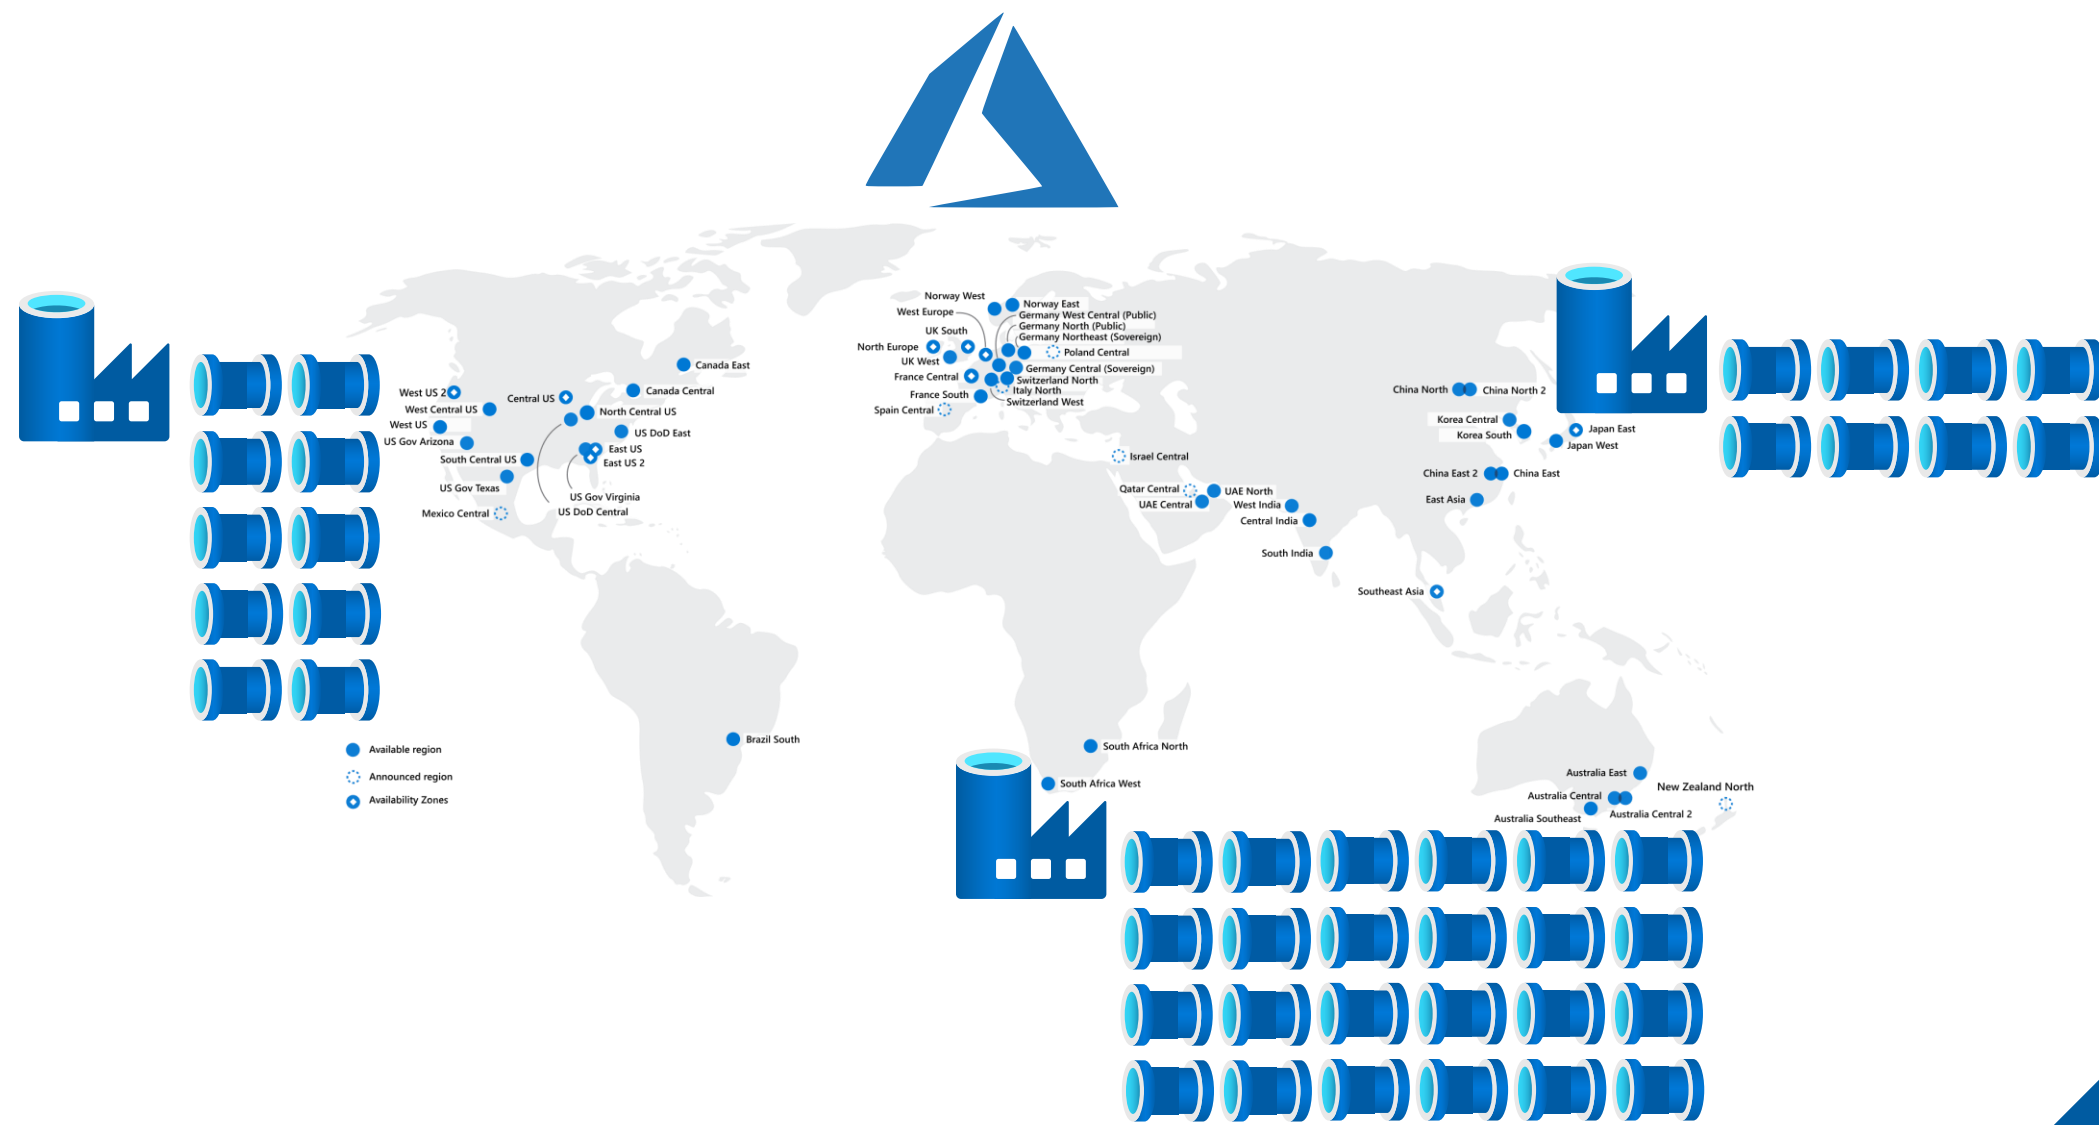 Norway West
Norway East
West Europe
Germany West Central (Public)
Germany North (Public)
UK South
Germany Northeast (Sovereign)
North Europe
Poland Central
UK West
Germany Central (Sovereign)
France Central
Switzerland North
Italy North
France South
Switzerland West
Spain Central
Canada East
West US 2
Central US
Canada Central
West Central US
North Central US
West US
US DoD East
US Gov Arizona
East US
South Central US
East US 2
US Gov Texas
US Gov Virginia
Mexico Central
US DoD Central
China North
China North 2
Korea Central
Korea South
Japan East
Japan West
Israel Central
China East 2
China East
Qatar Central
UAE North
East Asia
UAE Central
West India
Central India
South India
Southeast Asia
Brazil South
South Africa North
South Africa West
Available region
Announced region
Availability Zones
Australia East
New Zealand North
Australia Central
Australia Central 2
Australia Southeast